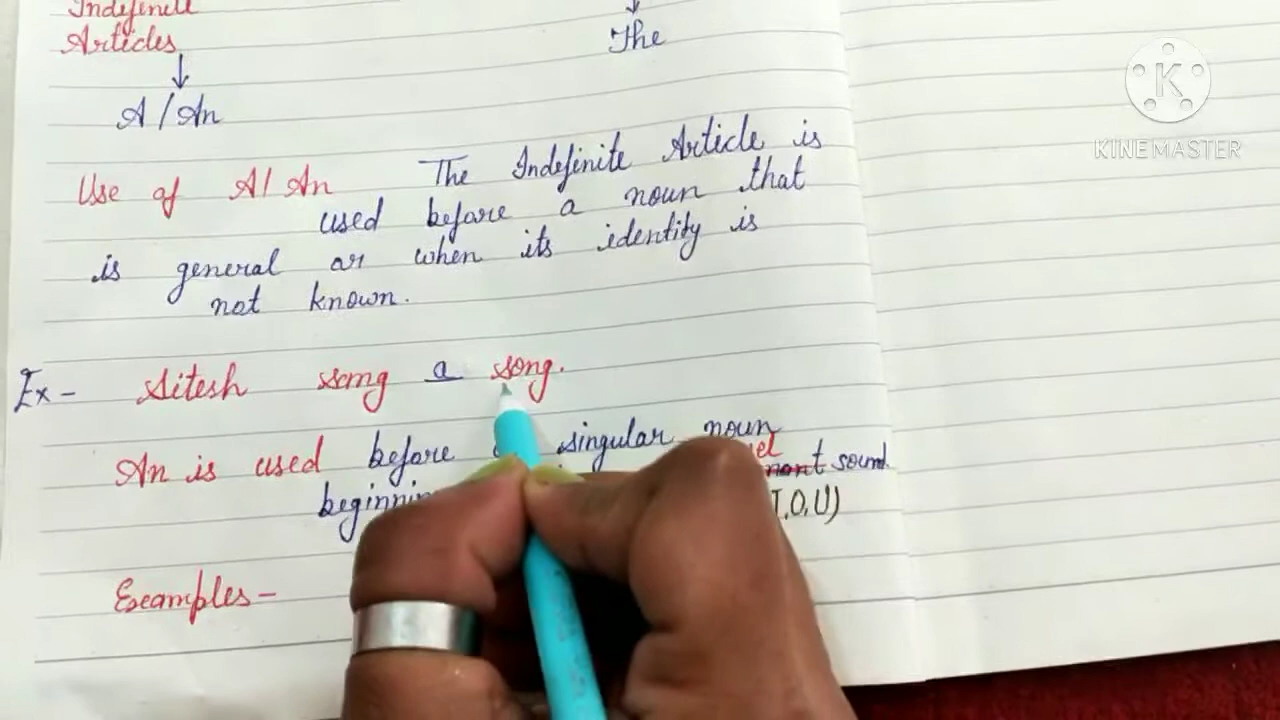 Indefinite
Articles
The
A/An
Use of A/An The Indefinite Article is
used before a noun that
is general or when its identity is
not known.
Ex- Sitesh song a song.
An is used before singular noun
sound.
I,O,U)
Examples-
KINEMASTER